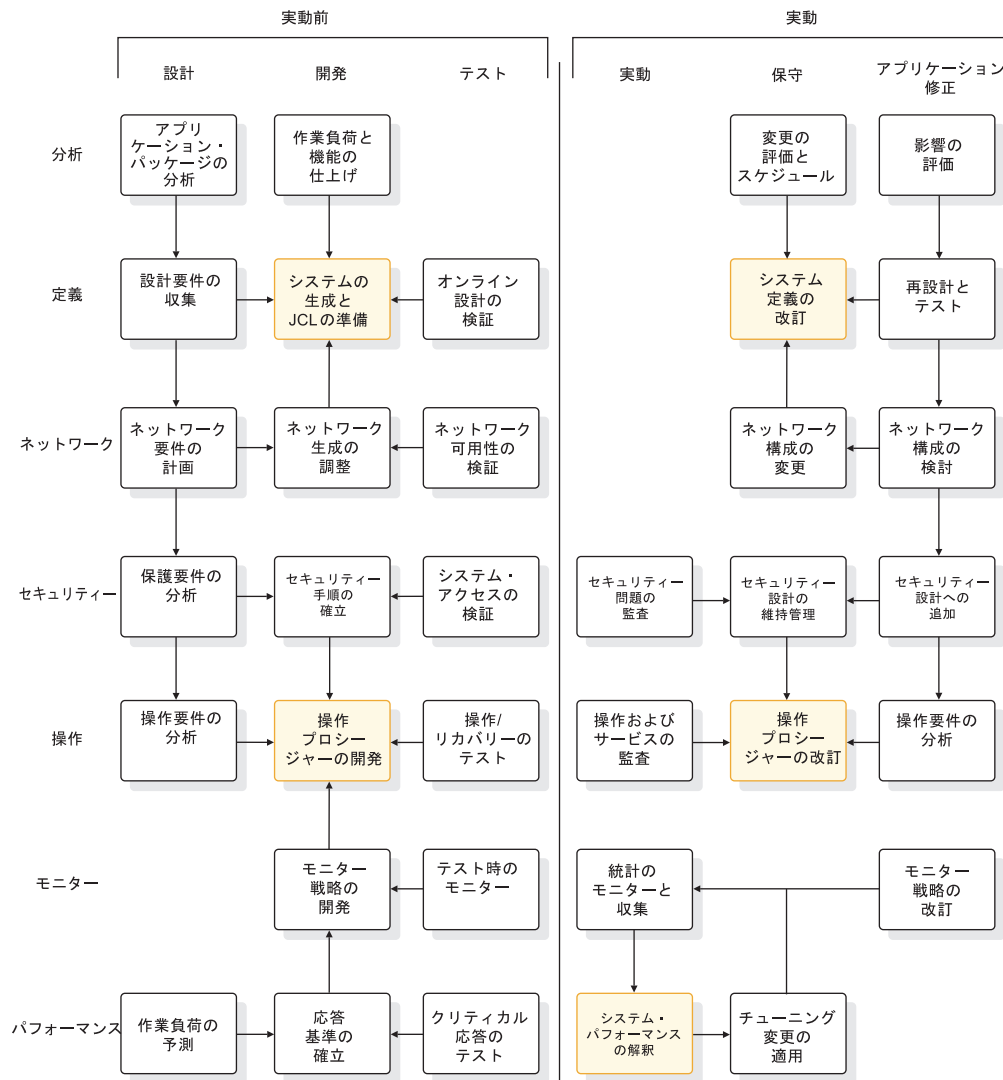 実動前
実動
設計
開発
テスト
実動
保守
アプリケーション
修正
分析
アプリ
ケーション・
パッケージの
分析
作業負荷と
機能の
仕上げ
変更の
評価と
スケジュール
影響の
評価
定義
設計要件の
収集
システムの
生成と
JCLの準備
オンライン
設計の
検証
システム
定義の
改訂
再設計と
テスト
ネットワーク
ネットワーク
要件の
計画
ネットワーク
生成の
調整
ネットワーク
可用性の
検証
ネットワーク
構成の
変更
ネットワーク
構成の
検討
セキュリティー
保護要件の
分析
セキュリティー
手順の
確立
システム・
アクセスの
検証
セキュリティー
問題の
監査
セキュリティー
設計の
維持管理
セキュリティー
設計への
追加
操作
操作要件の
分析
操作
プロシー
ジャーの開発
操作/
リカバリーの
テスト
操作および
サービスの
監査
操作
プロシー
ジャーの改訂
操作要件の
分析
モニター
モニター
戦略の
開発
テスト時の
モニター
統計の
モニターと
収集
モニター
戦略の
改訂
パフォーマンス
作業負荷の
予測
応答
基準の
確立
クリティカル
応答の
テスト
システム・
パフォーマンス
の解釈
チューニング
変更の
適用